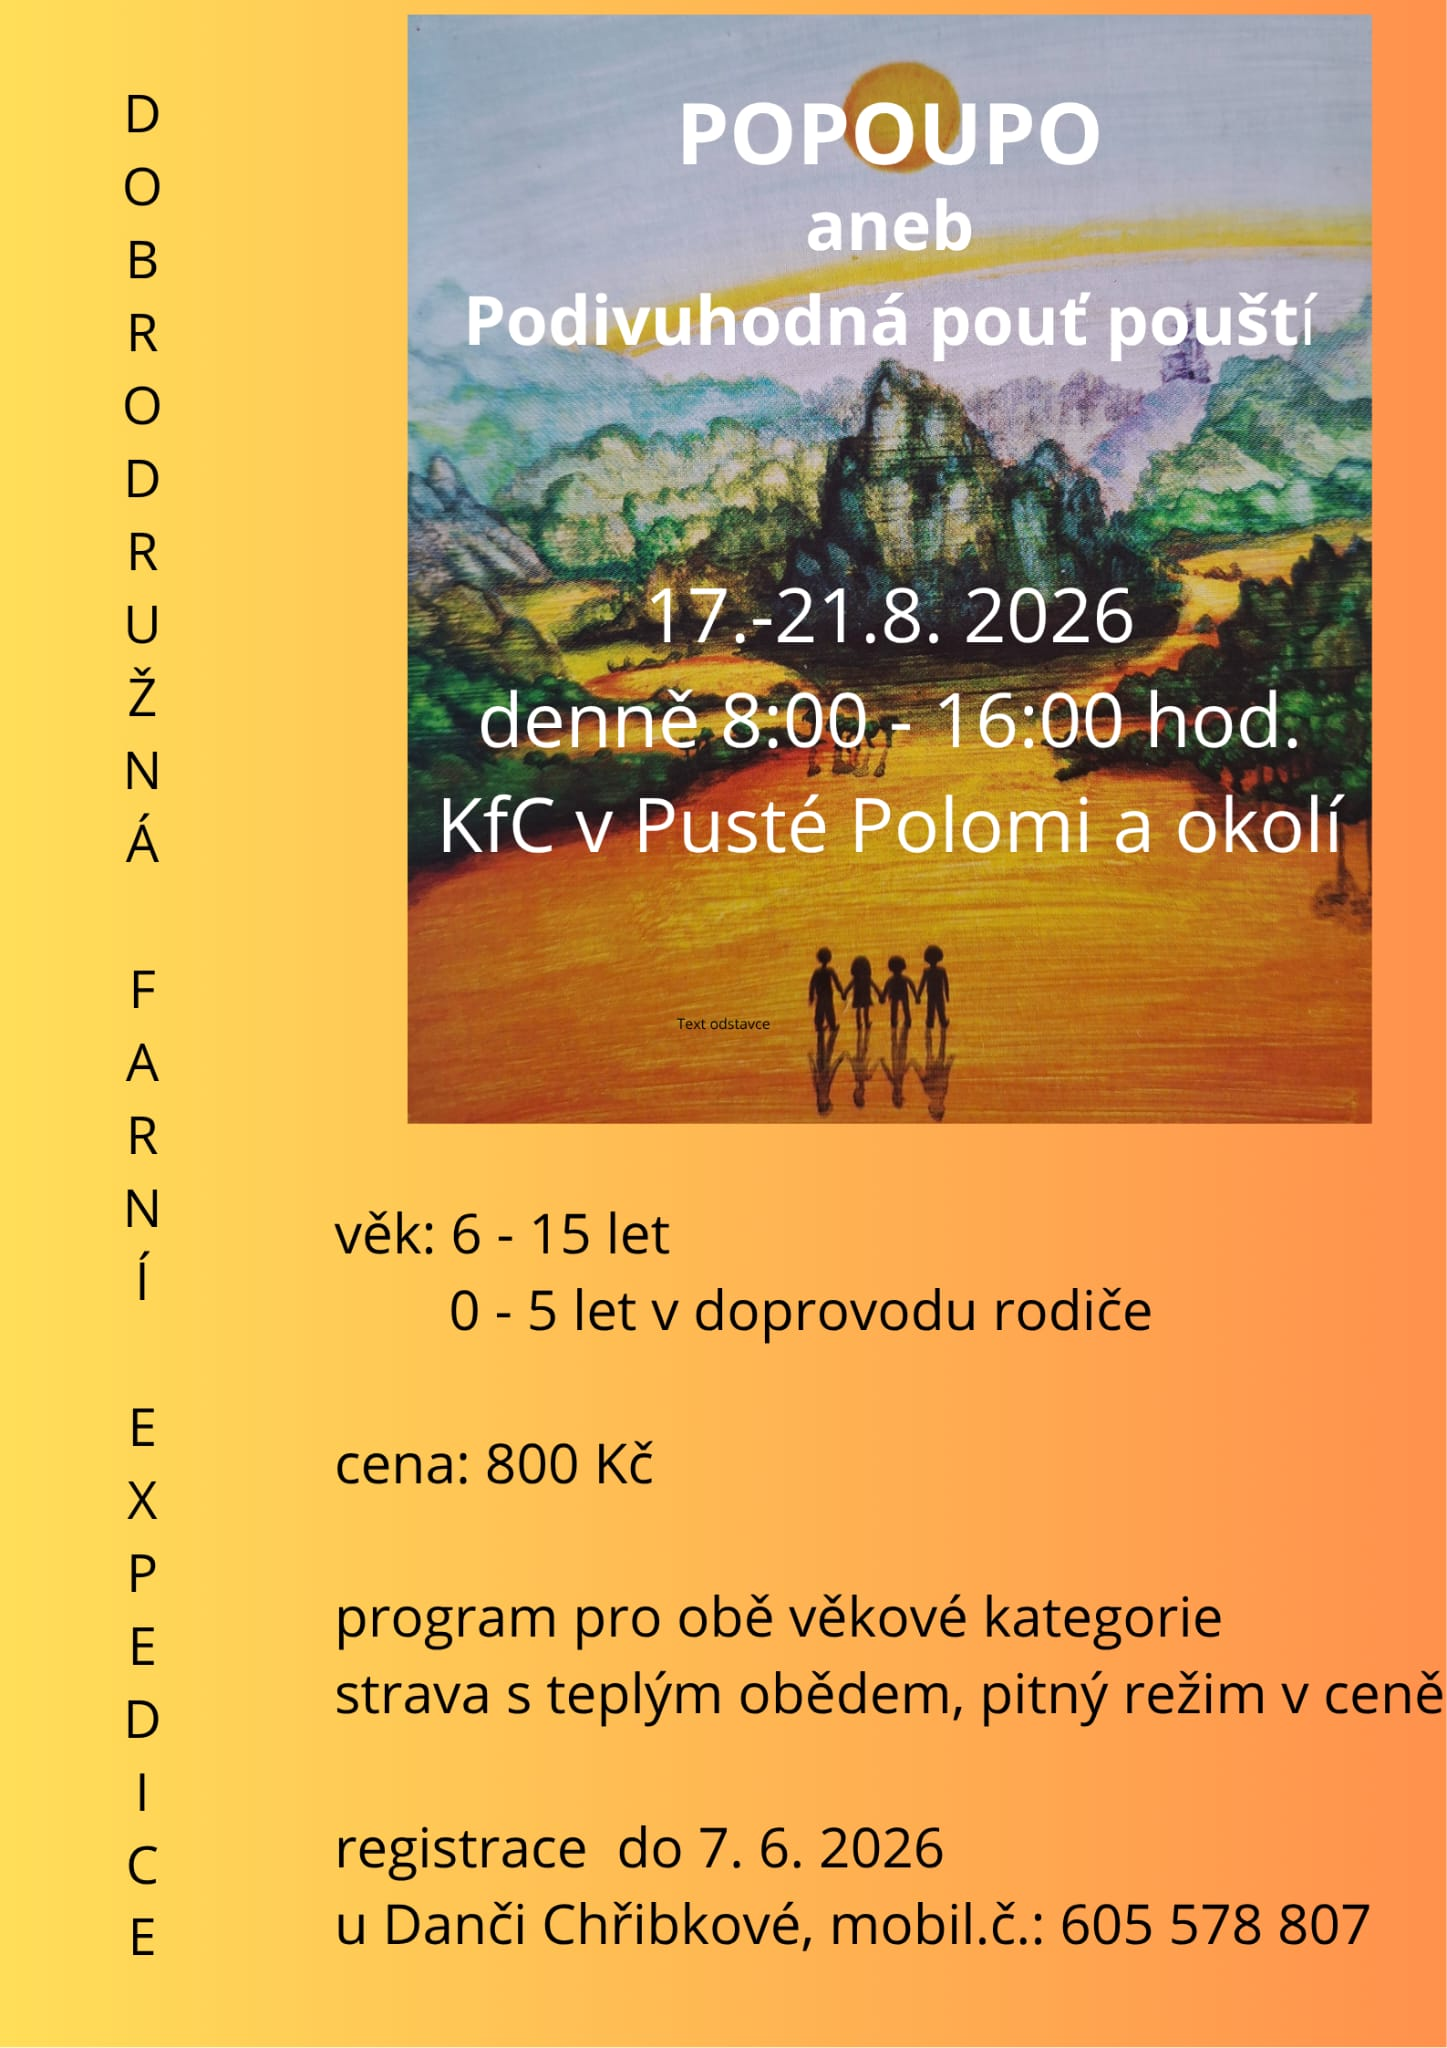 DOBRODRUŽNÁ FARNÍ EXPEDICE
POPOUPO
aneb
Podivuhodná pouť pouští
17.-21.8. 2026
denně 8:00 - 16:00 hod.
KfC v Pusté Polomi a okolí
Text odstavce
věk: 6 - 15 let
0 - 5 let v doprovodu rodiče
cena: 800 Kč
program pro obě věkové kategorie
strava s teplým obědem, pitný režim v ceně
registrace  do 7. 6. 2026
u Danči Chřibkové, mobil.č.: 605 578 807